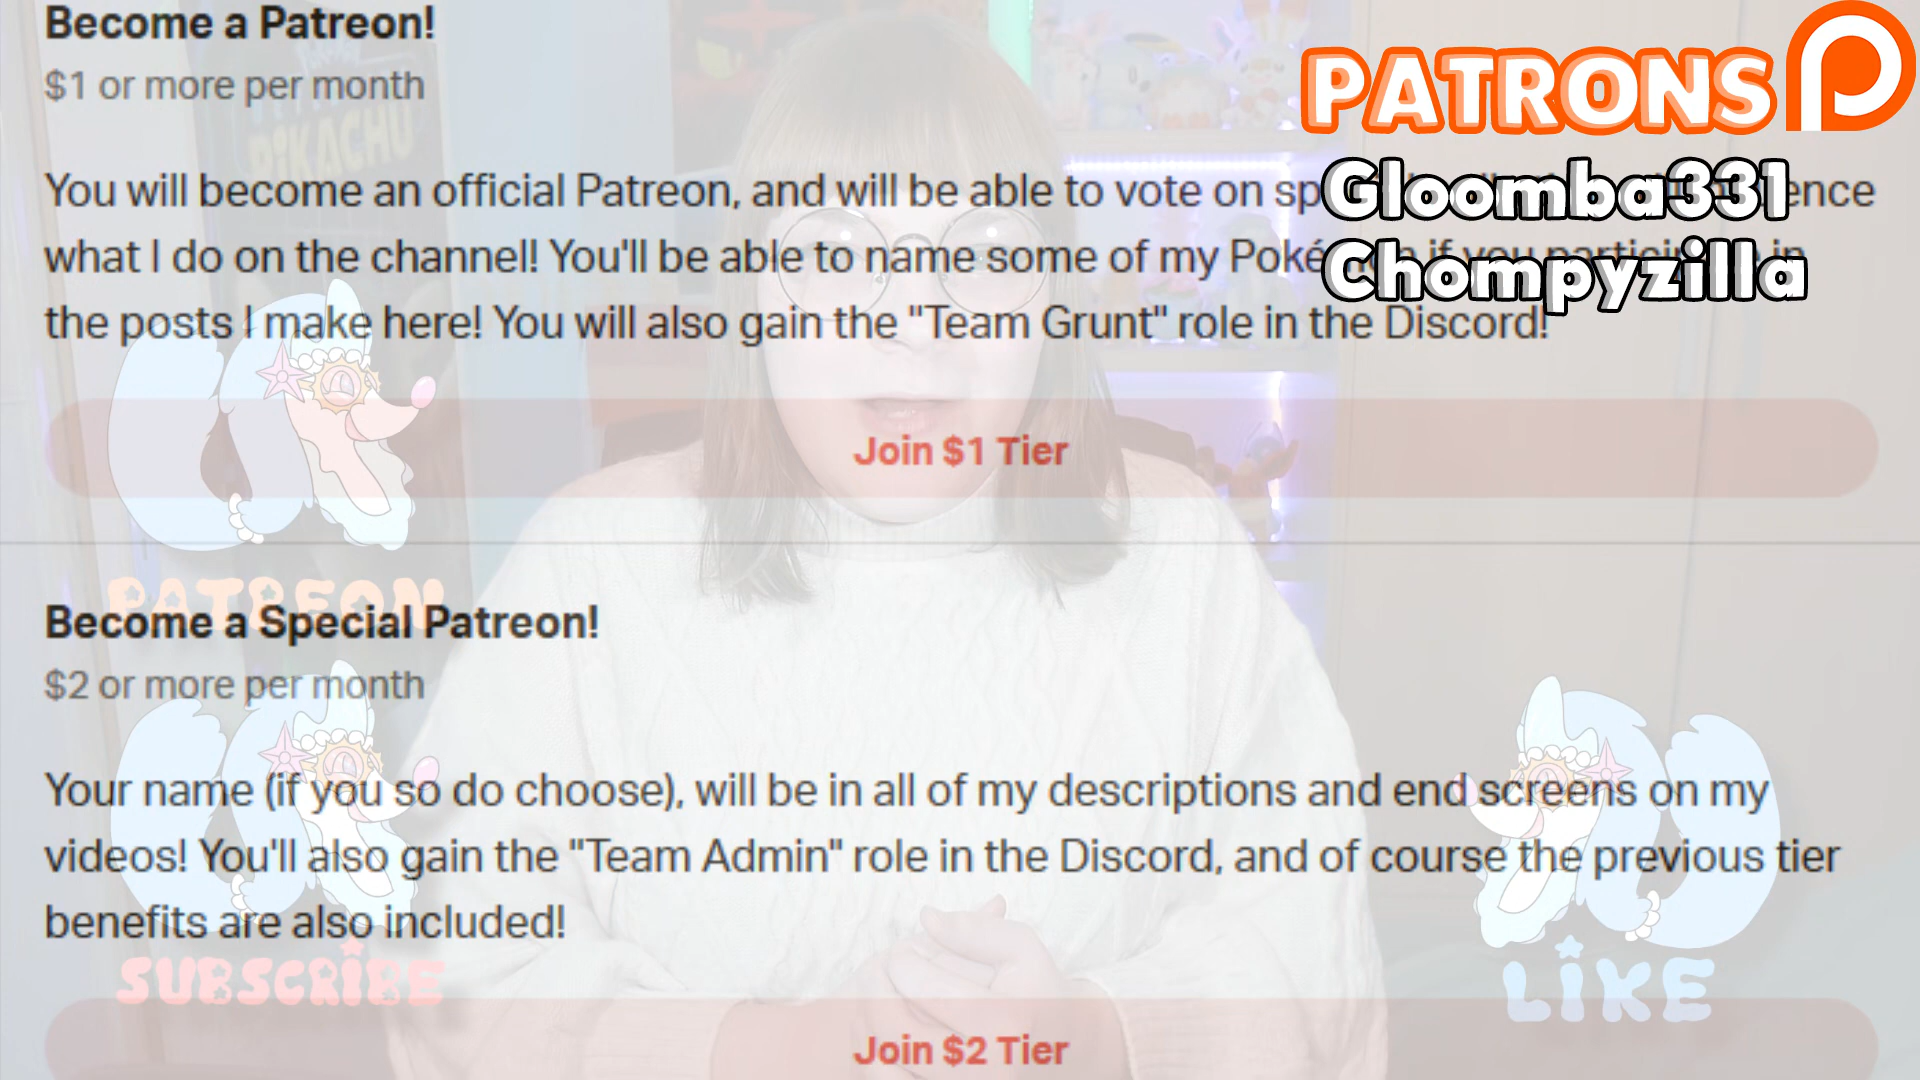 Become a Patreon!
$1 or more per month
PIKACHU
PATRONS
Gloomba331
Chompyzilla
You will become an official Patreon, and will be able to vote on
what I do on the channel! You'll be able to name some of my if you in
the posts I make here! You will also gain the "Team Grunt" role in the Discord!
Join $1 Tier
PATREON
Become a Special Patreon!
$2 or more per month
Your name (if you so do choose), will be in all of my descriptions and end screens on my
videos! You'll also gain the "Team Admin" role in the Discord, and of course the previous tier
benefits are also included!
SUBSCRIBE
LIKE
Join $2 Tier